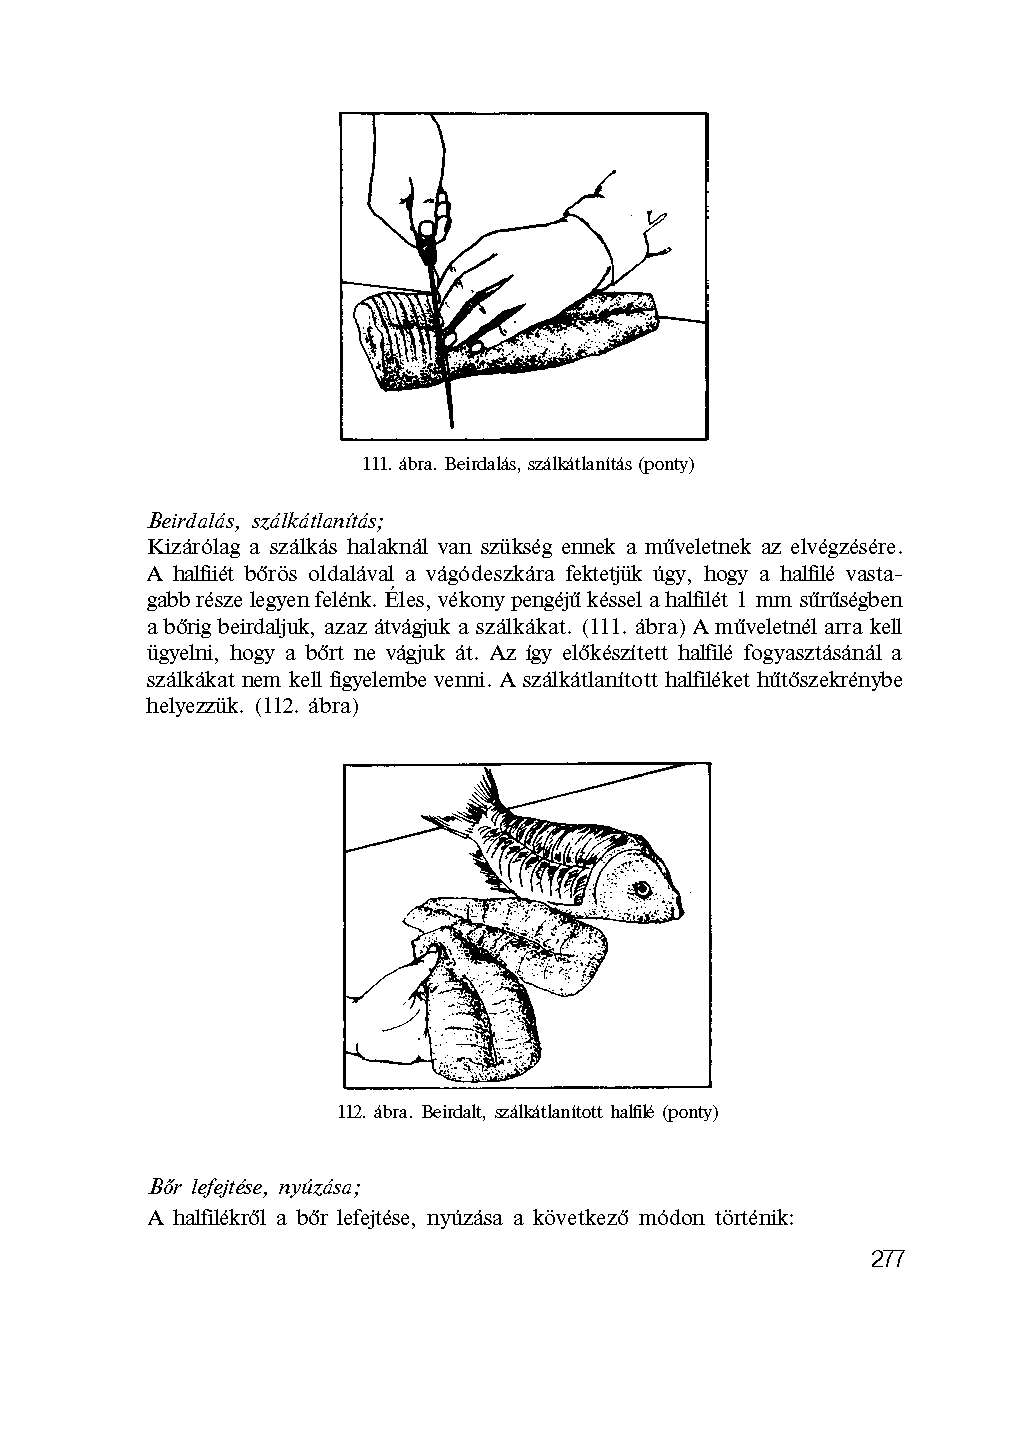 111. ábra. Beirdalás, szálkátlanítás (ponty)
Beirdalás, szálkátlanítás;
Kizárólag a szálkás halaknál van szükség ennek a műveletnek az elvégzésére.
A halfiiét bőrös oldalával a vágódeszkára fektetjük úgy, hogy a halfilé vasta-
gabb része legyen felénk. Éles, vékony pengéjű késsel a halfilét 1 mm sűrűségben
a bőrig beirdaljuk, azaz átvágjuk a szálkákat. (111. ábra) A műveletnél arra kell
ügyelni, hogy a bőrt ne vágjuk át. Az így előkészített halfilé fogyasztásánál a
szálkákat nem kell figyelembe venni. A szálkátlanított halfiléket hűtőszekrénybe
helyezzük. (112. ábra)
112. ábra. Beirdalt, szálkátlanított halfilé (ponty)
Bőr lefejtése, nyúzása;
A halfilékről a bőr lefejtése, nyúzása a következő módon történik:
277